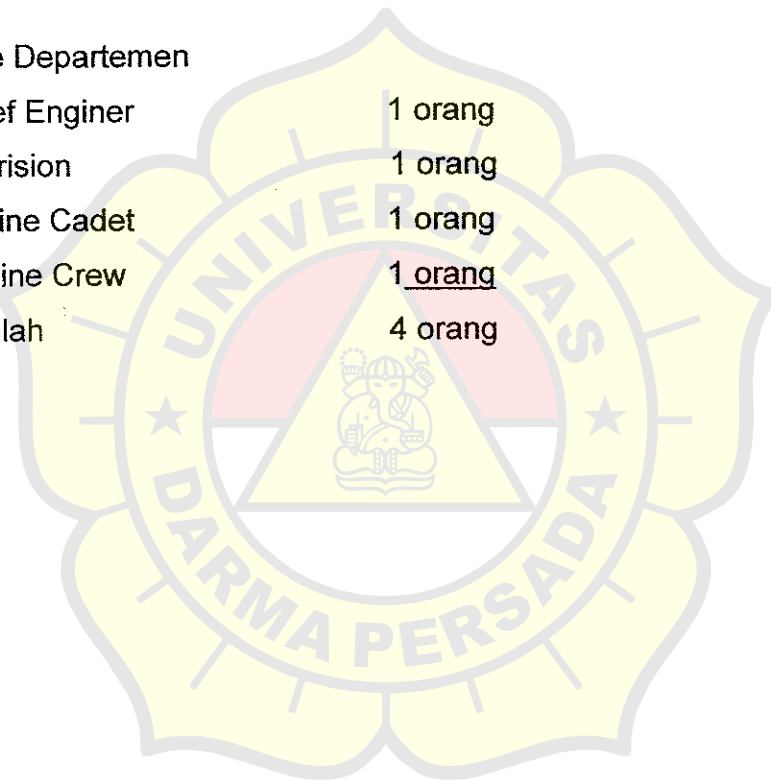 e Departemen
ef Enginer 1 orang
rision 1 orang
ine Cadet 1 orang
ine Crew 1 orang
lah 4 orang
UNIVERSITAS
DARMA PERSADA